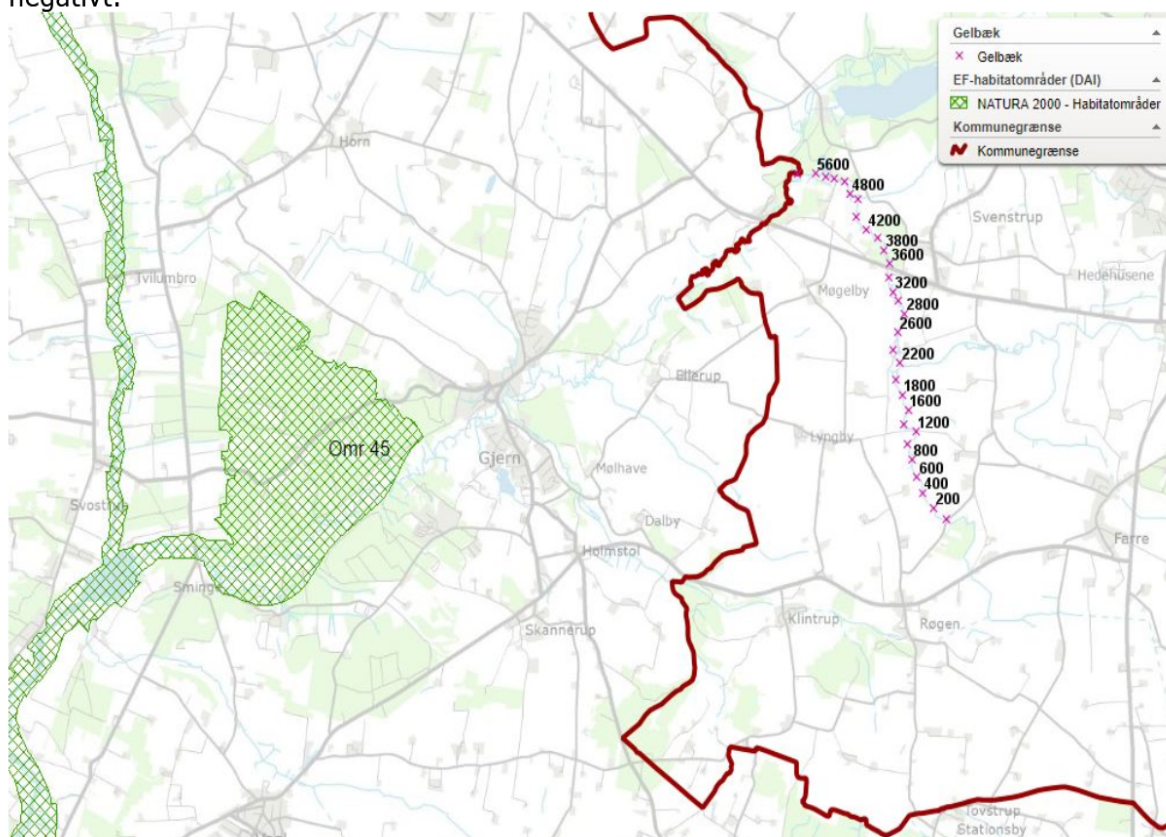 negativt.
Gelbæk
Gelbæk
EF-habitatområder (DAI)
NATURA 2000 - Habitatområder
Kommunegrænse
Kommunegrænse
Horn
5600
4800
Svenstrup
4200
3800
3600
Hedehusene
Tvilumbro
3200
Møgelby
2800
2600
2200
Ellerup
1800
1600
1200
Lyngby
Omr 45
Gjern
800
Mølhave
600
400
Svostrup
200
Dalby
Farre
Holmstol
Sminge
Klintrup
Røgen
Skannerup
Tovstrup
Stationsby